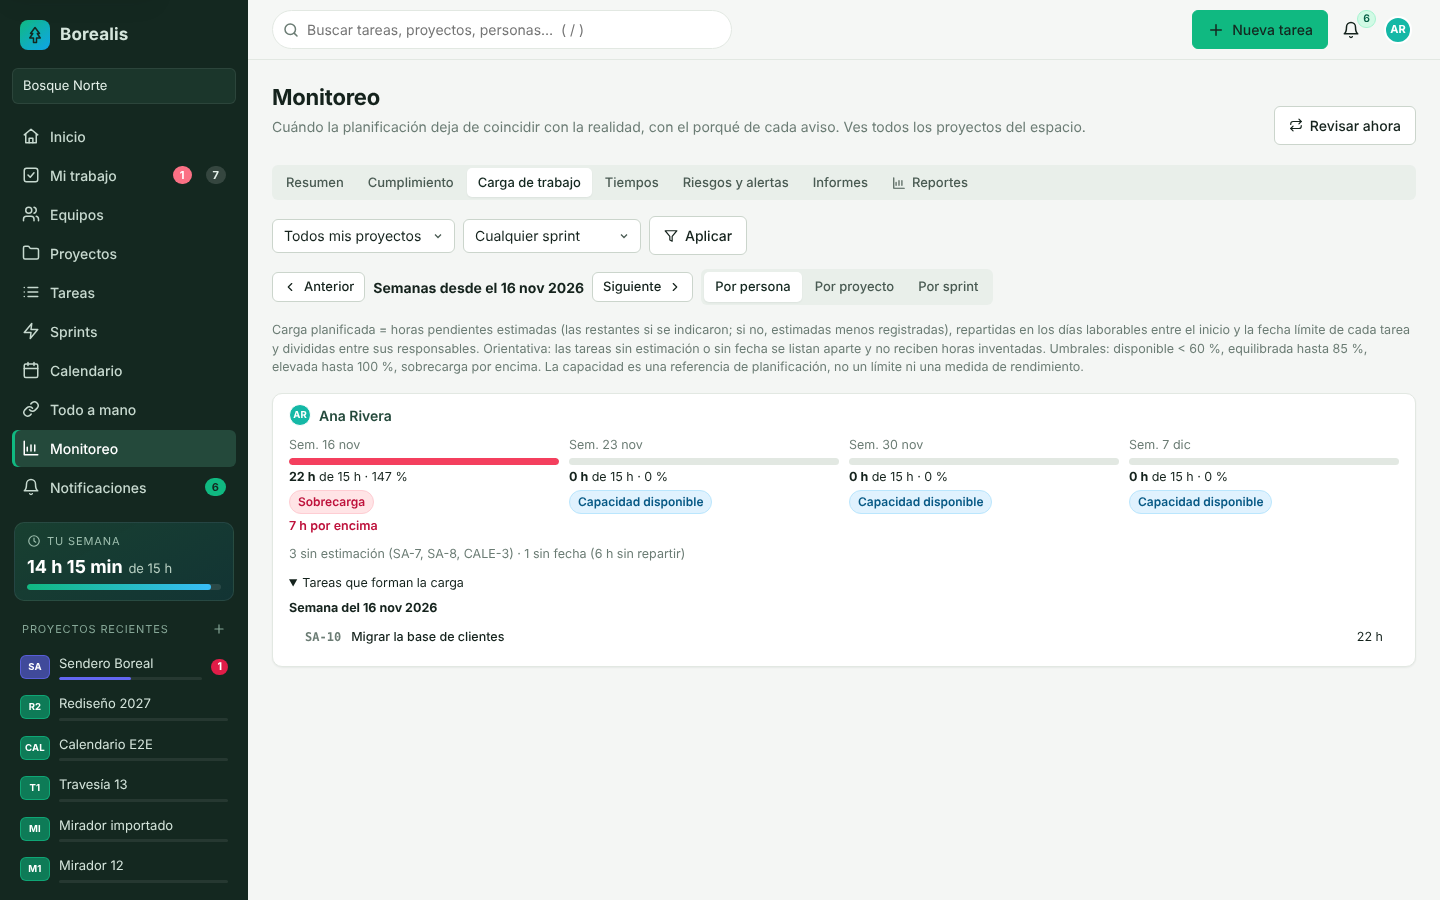 Borealis
Bosque Norte
Inicio
Mi trabajo 1 7
Equipos
Proyectos
Tareas
Sprints
Calendario
Todo a mano
Monitoreo
Notificaciones 6
TU SEMANA
14 h 15 min de 15 h
PROYECTOS RECIENTES
SA Sendero Boreal 1
R2 Rediseño 2027
CAL Calendario E2E
T1 Travesía 13
MI Mirador importado
M1 Mirador 12
Buscar tareas, proyectos, personas... ( / )
Nueva tarea
6
AR
Monitoreo
Cuándo la planificación deja de coincidir con la realidad, con el porqué de cada aviso. Ves todos los proyectos del espacio.
Revisar ahora
Resumen Cumplimiento Carga de trabajo Tiempos Riesgos y alertas Informes Reportes
Todos mis proyectos Cualquier sprint Aplicar
Anterior Semanas desde el 16 nov 2026 Siguiente Por persona Por proyecto Por sprint
Carga planificada = horas pendientes estimadas (las restantes si se indicaron; si no, estimadas menos registradas), repartidas en los días laborables entre el inicio y la fecha límite de cada tarea
y divididas entre sus responsables. Orientativa: las tareas sin estimación o sin fecha se listan aparte y no reciben horas inventadas. Umbrales: disponible < 60 %, equilibrada hasta 85 %,
elevada hasta 100 %, sobrecarga por encima. La capacidad es una referencia de planificación, no un límite ni una medida de rendimiento.
AR Ana Rivera
Sem. 16 nov Sem. 23 nov Sem. 30 nov Sem. 7 dic
22 h de 15 h · 147 % 0 h de 15 h · 0 % 0 h de 15 h · 0 % 0 h de 15 h · 0 %
Sobrecarga Capacidad disponible Capacidad disponible Capacidad disponible
7 h por encima
3 sin estimación (SA-7, SA-8, CALE-3) · 1 sin fecha (6 h sin repartir)
▼ Tareas que forman la carga
Semana del 16 nov 2026
SA-10 Migrar la base de clientes 22 h